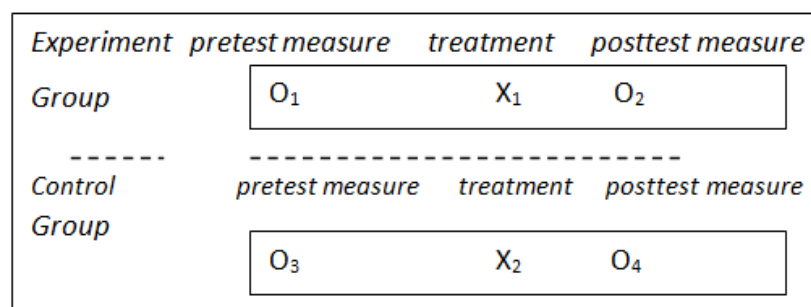 Experiment pretest measure treatment posttest measure
Group O₁ X₁ O₂
Control pretest measure treatment posttest measure
Group
O₃ X₂ O₄